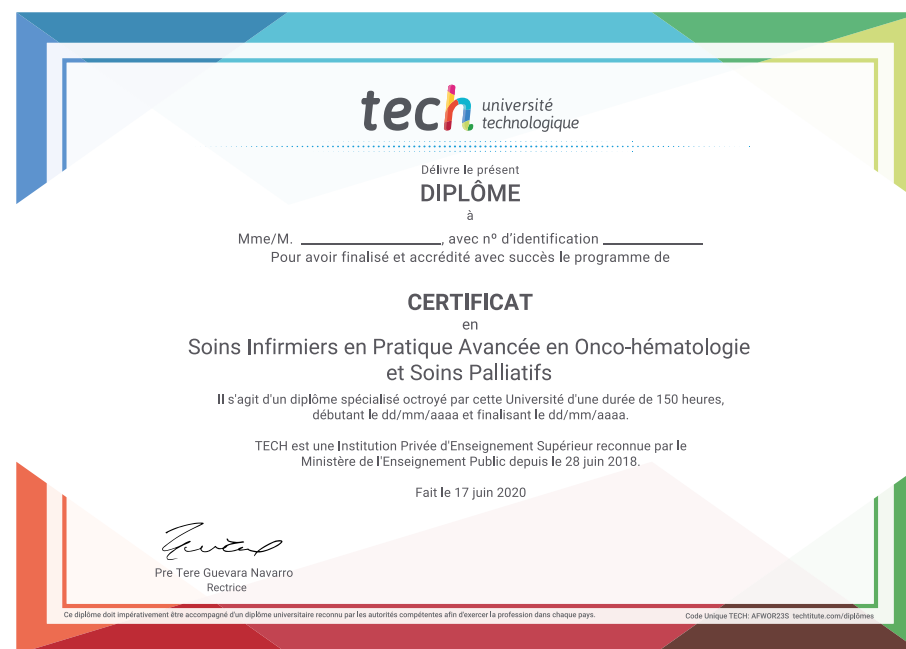 tech université
technologique
Délivre le présent
DIPLÔME
à
Mme/M. ____________________, avec nº d'identification ______________
Pour avoir finalisé et accrédité avec succès le programme de
CERTIFICAT
en
Soins Infirmiers en Pratique Avancée en Onco-hématologie
et Soins Palliatifs
Il s'agit d'un diplôme spécialisé octroyé par cette Université d'une durée de 150 heures,
débutant le dd/mm/aaaa et finalisant le dd/mm/aaaa.
TECH est une Institution Privée d'Enseignement Supérieur reconnue par le
Ministère de l'Enseignement Public depuis le 28 juin 2018.
Fait le 17 juin 2020
Pre Tere Guevara Navarro
Rectrice
Ce diplôme doit impérativement être accompagné d'un diplôme universitaire reconnu par les autorités compétentes afin d'exercer la profession dans chaque pays.
Code Unique TECH: AFWOR23S techtitute.com/diplômes